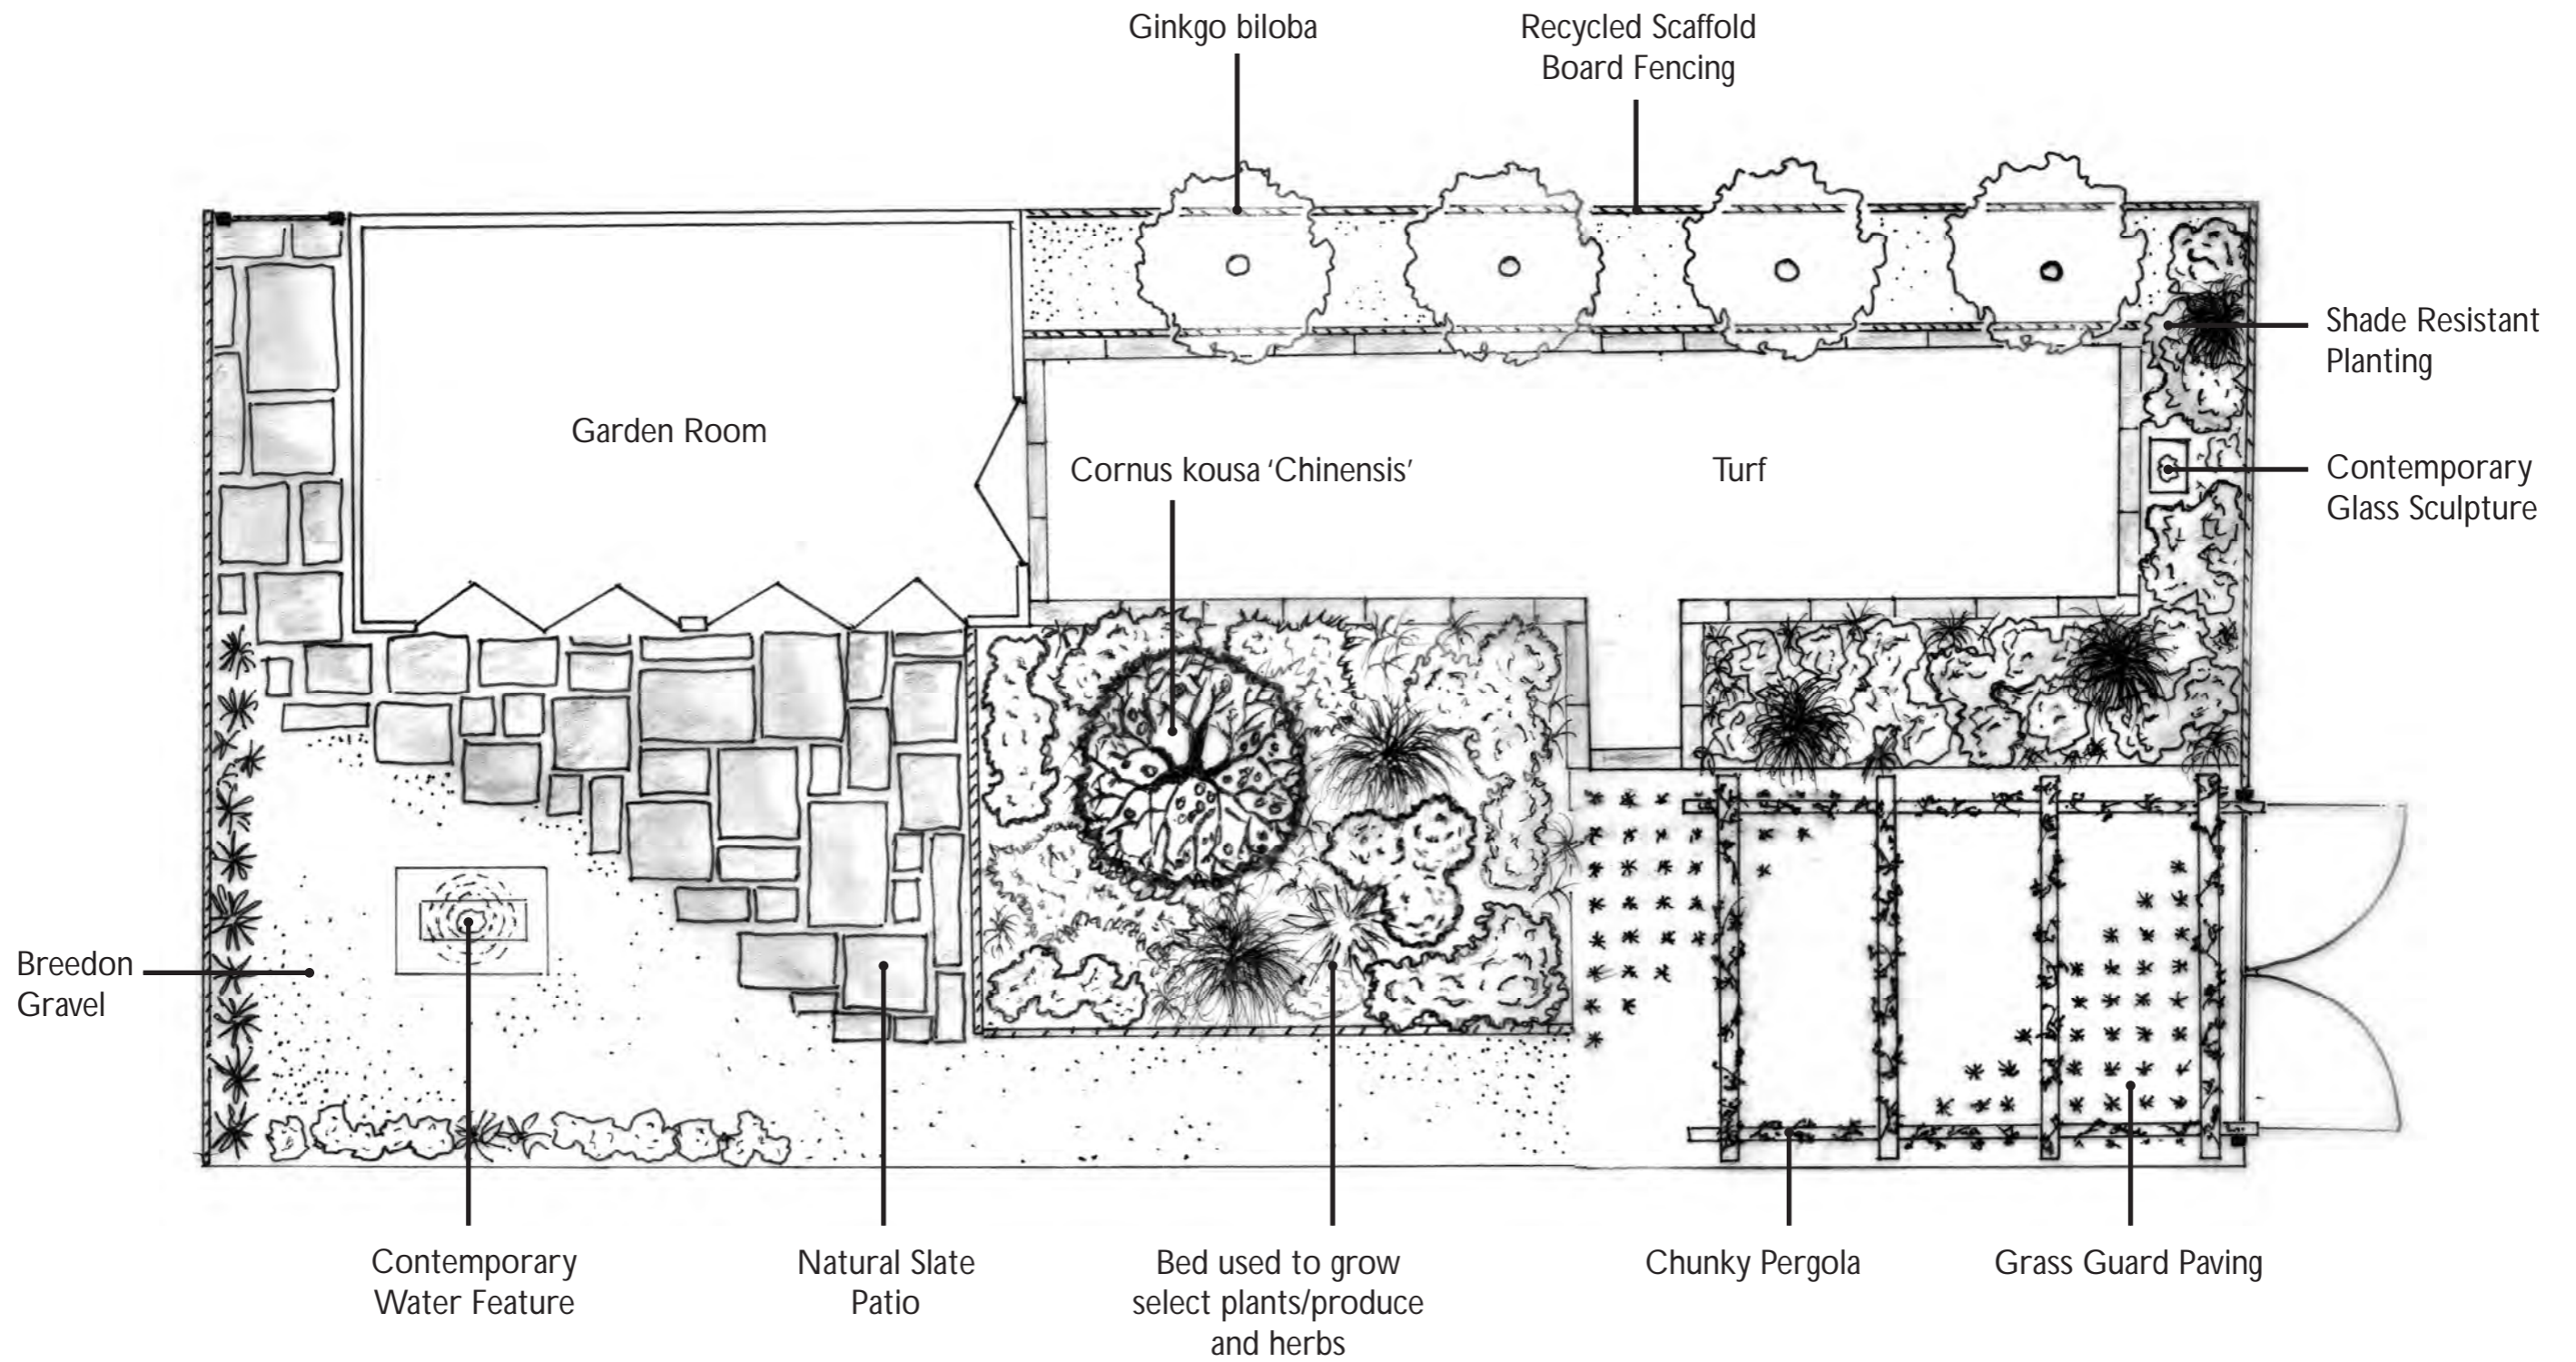 Ginkgo biloba
Recycled Scaffold
Board Fencing
Shade Resistant
Planting
Garden Room
Cornus kousa ‘Chinensis’
Turf
Contemporary
Glass Sculpture
Breedon
Gravel
Contemporary
Water Feature
Natural Slate
Patio
Bed used to grow
select plants/produce
and herbs
Chunky Pergola
Grass Guard Paving